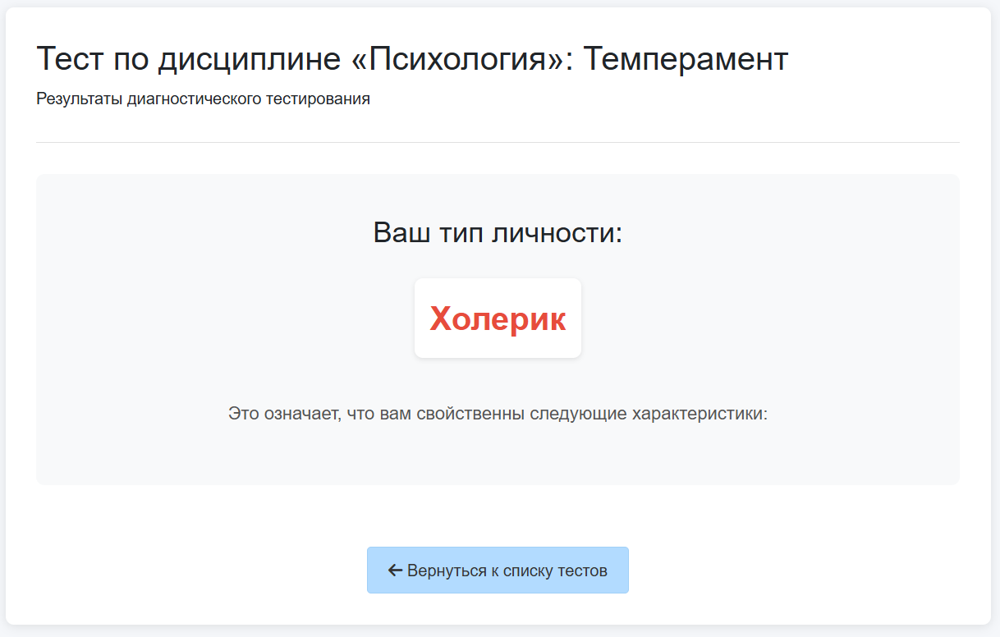 Тест по дисциплине «Психология»: Темперамент
Результаты диагностического тестирования
Ваш тип личности:
Холерик
Это означает, что вам свойственны следующие характеристики:
← Вернуться к списку тестов